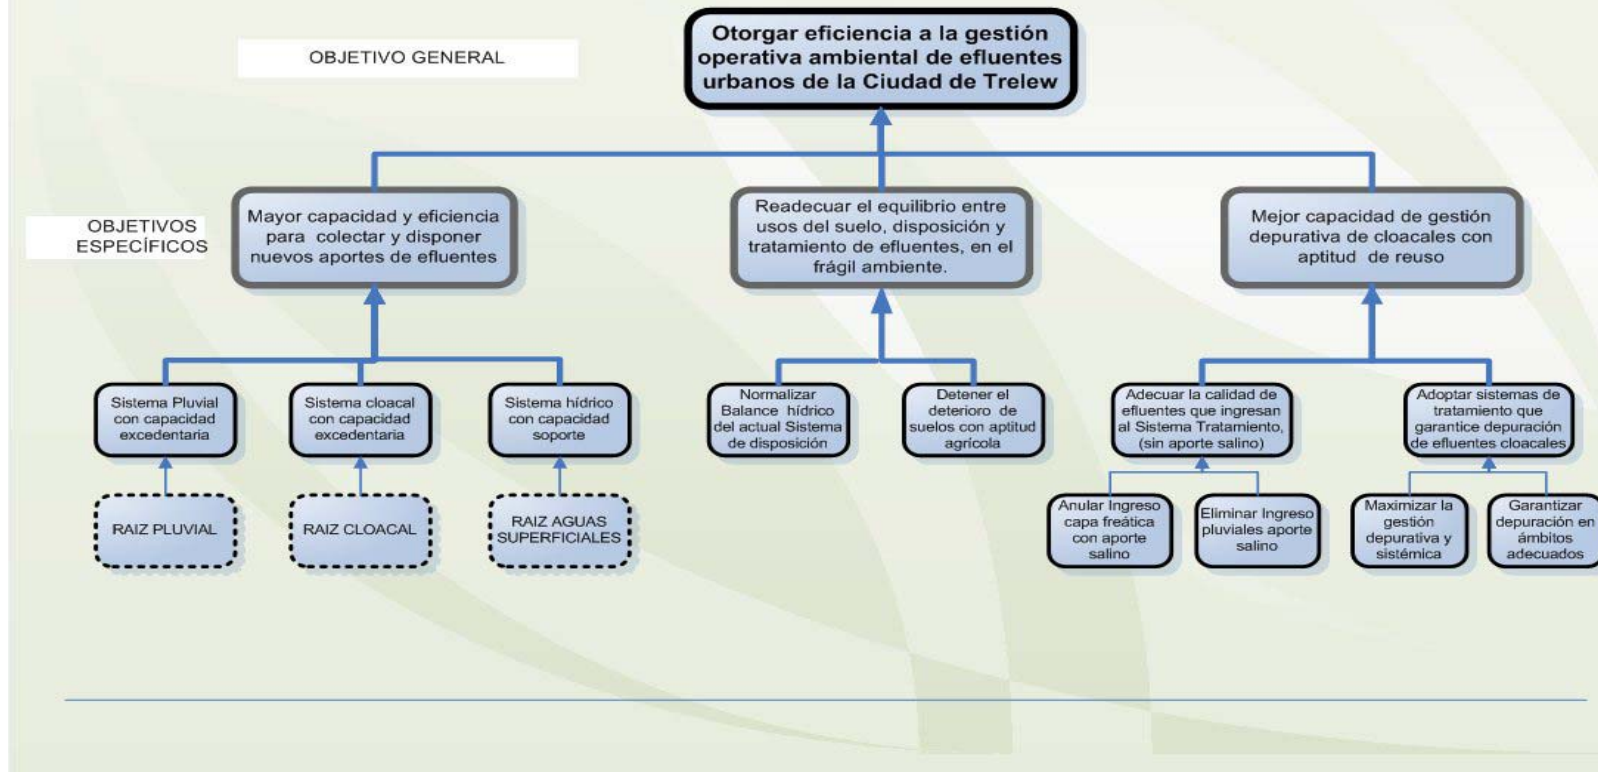 OBJETIVO GENERAL
Otorgar eficiencia a la gestión
operativa ambiental de efluentes
urbanos de la Ciudad de Trelew
OBJETIVOS
ESPECÍFICOS
Mayor capacidad y eficiencia
para colectar y disponer
nuevos aportes de efluentes
Readecuar el equilibrio entre
usos del suelo, disposición y
tratamiento de efluentes, en el
frágil ambiente.
Mejor capacidad de gestión
depurativa de cloacales con
aptitud de reuso
Sistema Pluvial
con capacidad
excedentaria
Sistema cloacal
con capacidad
excedentaria
Sistema hídrico
con capacidad
soporte
Normalizar
Balance hídrico
del actual Sistema
de disposición
Detener el
deterioro de
suelos con aptitud
agrícola
Adecuar la calidad de
efluentes que ingresan
al Sistema Tratamiento,
(sin aporte salino)
Adoptar sistemas de
tratamiento que
garantice depuración
de efluentes cloacales
RAIZ PLUVIAL
RAIZ CLOACAL
RAIZ AGUAS
SUPERFICIALES
Anular Ingreso
capa freática
con aporte
salino
Eliminar Ingreso
pluviales aporte
salino
Maximizar la
gestión
depurativa y
sistémica
Garantizar
depuración en
ámbitos
adecuados